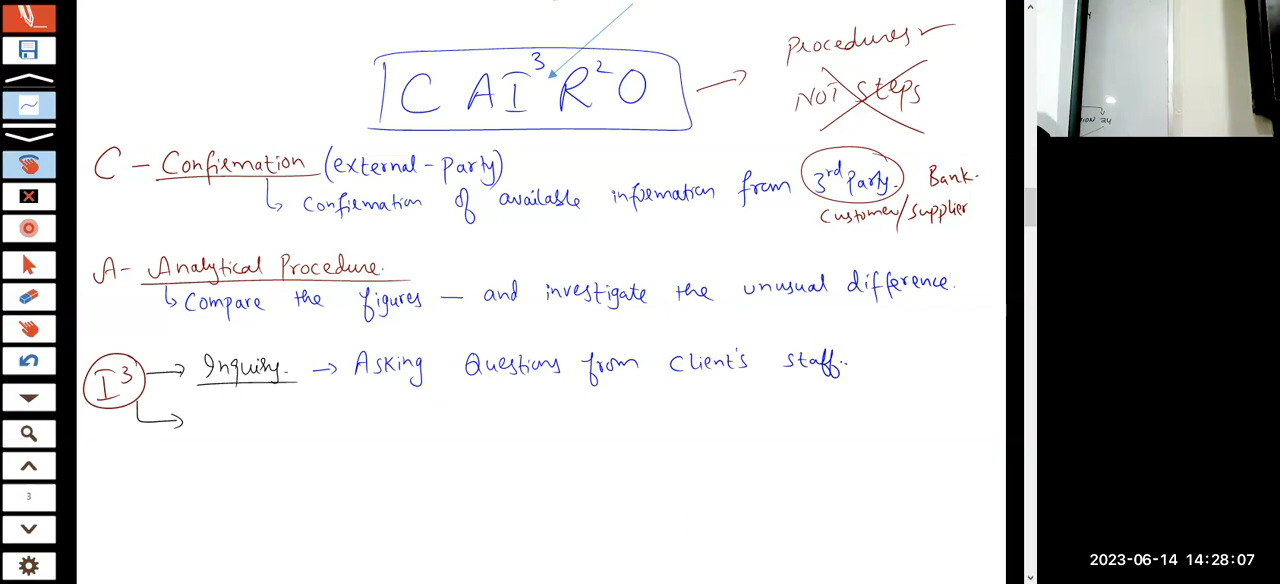 C A I³ R² O
Procedures
NOT Steps
C - Confirmation (external-Party)
Confirmation of available information from 3rd Party. Bank.
Customer/Supplier
A- Analytical Procedure.
Compare the figures - and investigate the unusual difference.
I³ → Inquiry. → Asking Questions from Client's staff.
3
2023-06-14 14:28:07